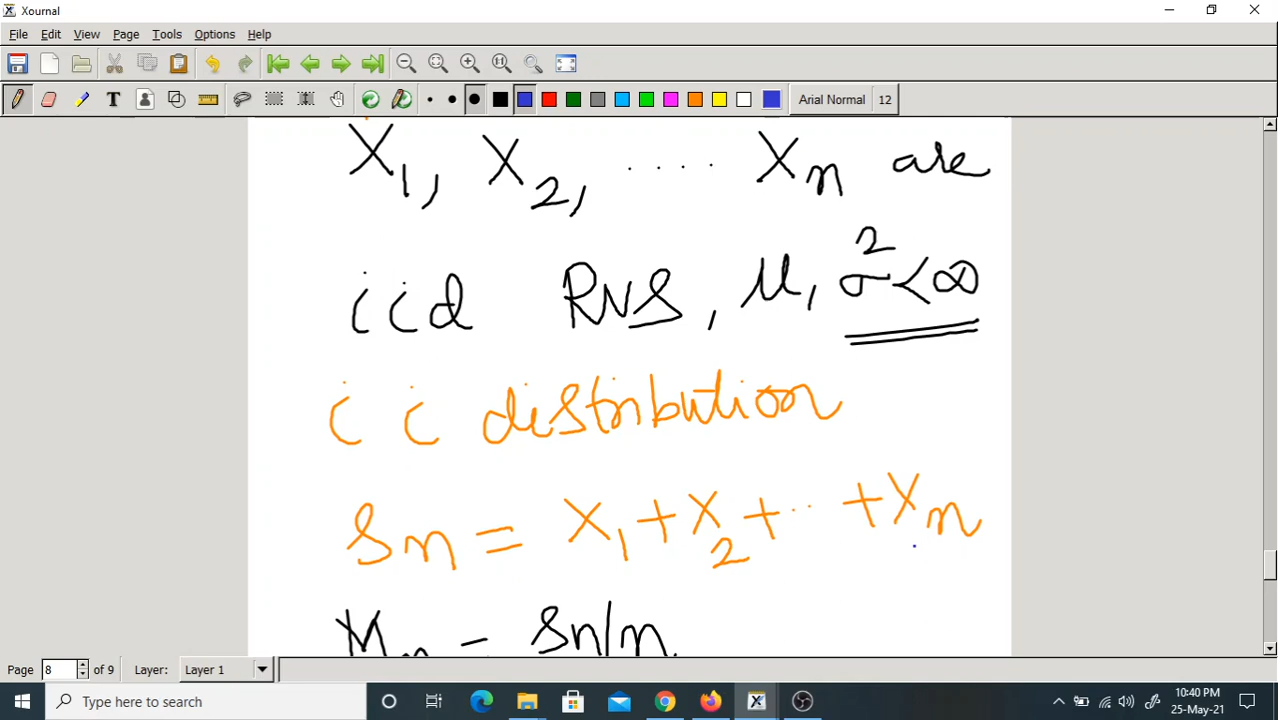 Xournal
File Edit View Page Tools Options Help
Arial Normal 12
X₁, X₂, .... Xₙ are
iid RVS, μ, σ²<∞
i i distribution
Sn = X₁+X₂+ ·· +Xₙ
Mₙ = Sn/n
Page 8 of 9 Layer: Layer 1
Type here to search
10:40 PM
25-May-21